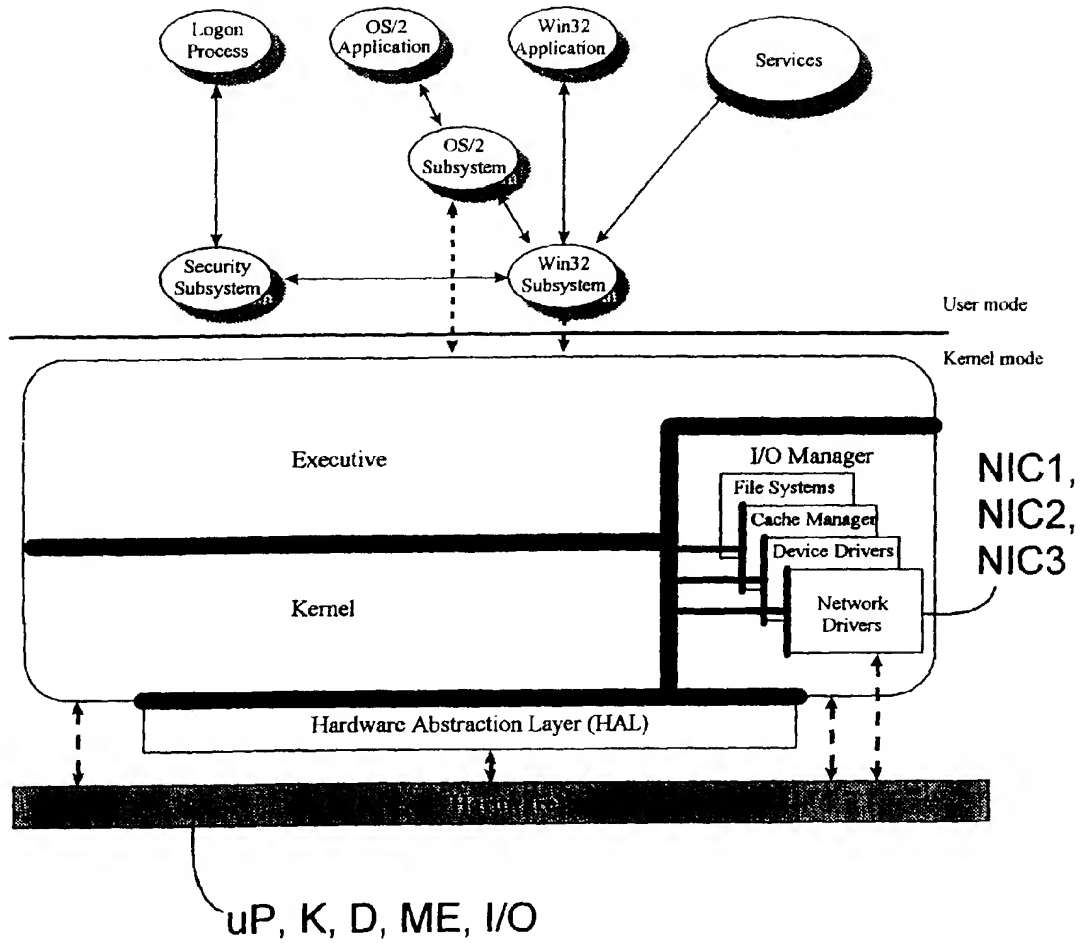 Logon
Process
OS/2
Application
Win32
Application
Services
OS/2
Subsystem
Security
Subsystem
Win32
Subsystem
User mode
Kernel mode
Executive
I/O Manager
File Systems
Cache Manager
Device Drivers
Network
Drivers
NIC1,
NIC2,
NIC3
Kernel
Hardware Abstraction Layer (HAL)
uP, K, D, ME, I/O